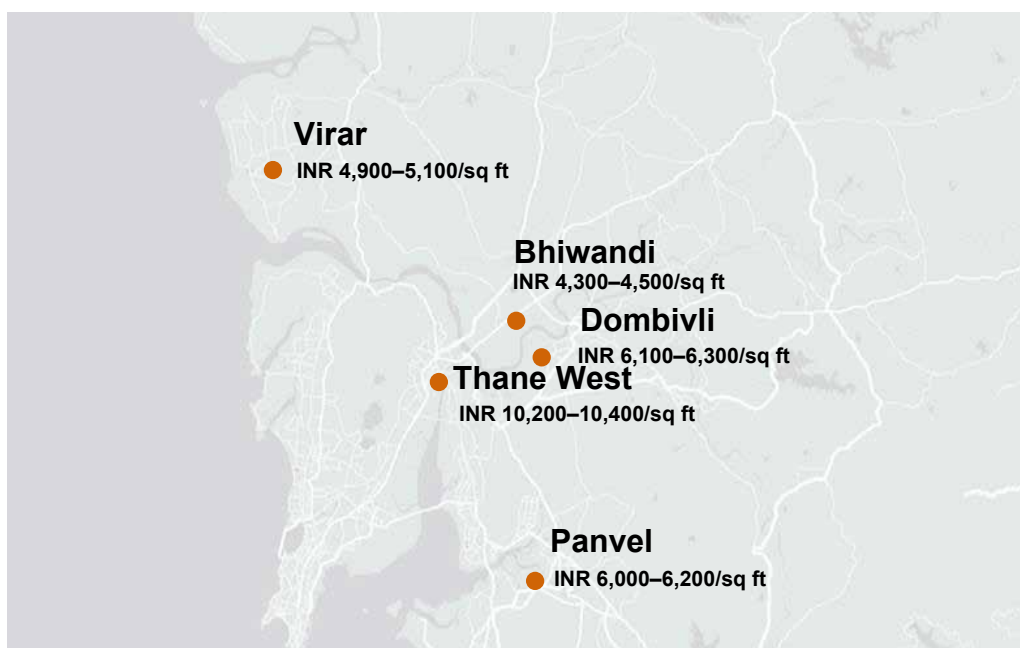 Virar
INR 4,900–5,100/sq ft
Bhiwandi
INR 4,300–4,500/sq ft
Dombivli
INR 6,100–6,300/sq ft
Thane West
INR 10,200–10,400/sq ft
Panvel
INR 6,000–6,200/sq ft